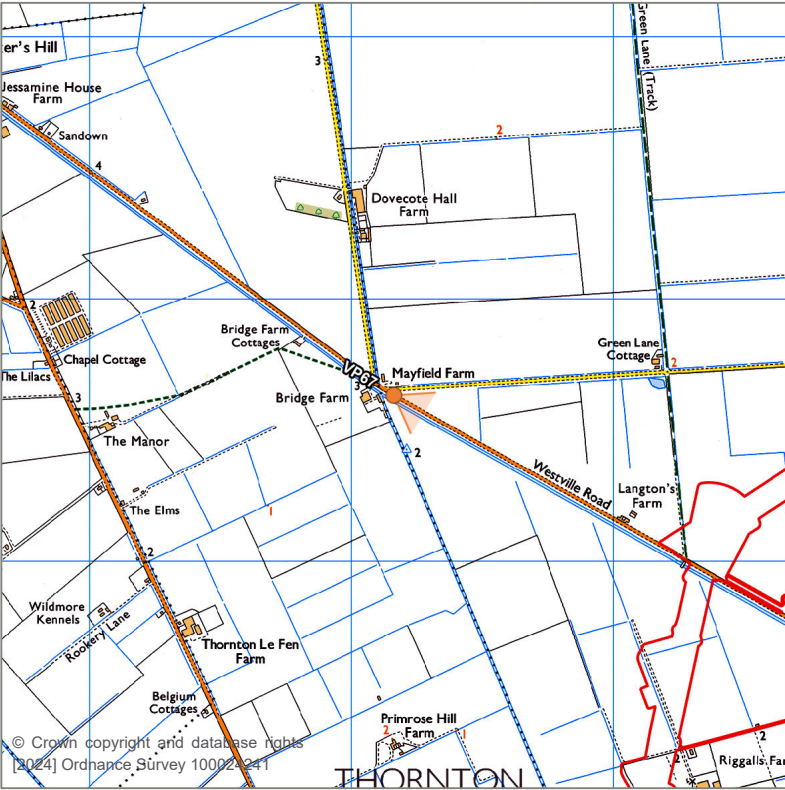 Green Lane (Track)
er's Hill
3
Jessamine House
Farm
Sandown
2
4
Dovecote Hall
Farm
2
Bridge Farm
Cottages
Green Lane
Cottage
2
Chapel Cottage
VP67
Mayfield Farm
The Lilacs
3
3
Bridge Farm
The Manor
2
Westville Road
Langton's
Farm
The Elms
1
2
Wildmore
Kennels
Rookery Lane
Thornton Le Fen
Farm
Belgium
Cottages
Primrose Hill
Farm
2
1
2
© Crown copyright and database rights
[2024] Ordnance Survey 100024241
2
Riggalls Far
THORNTON